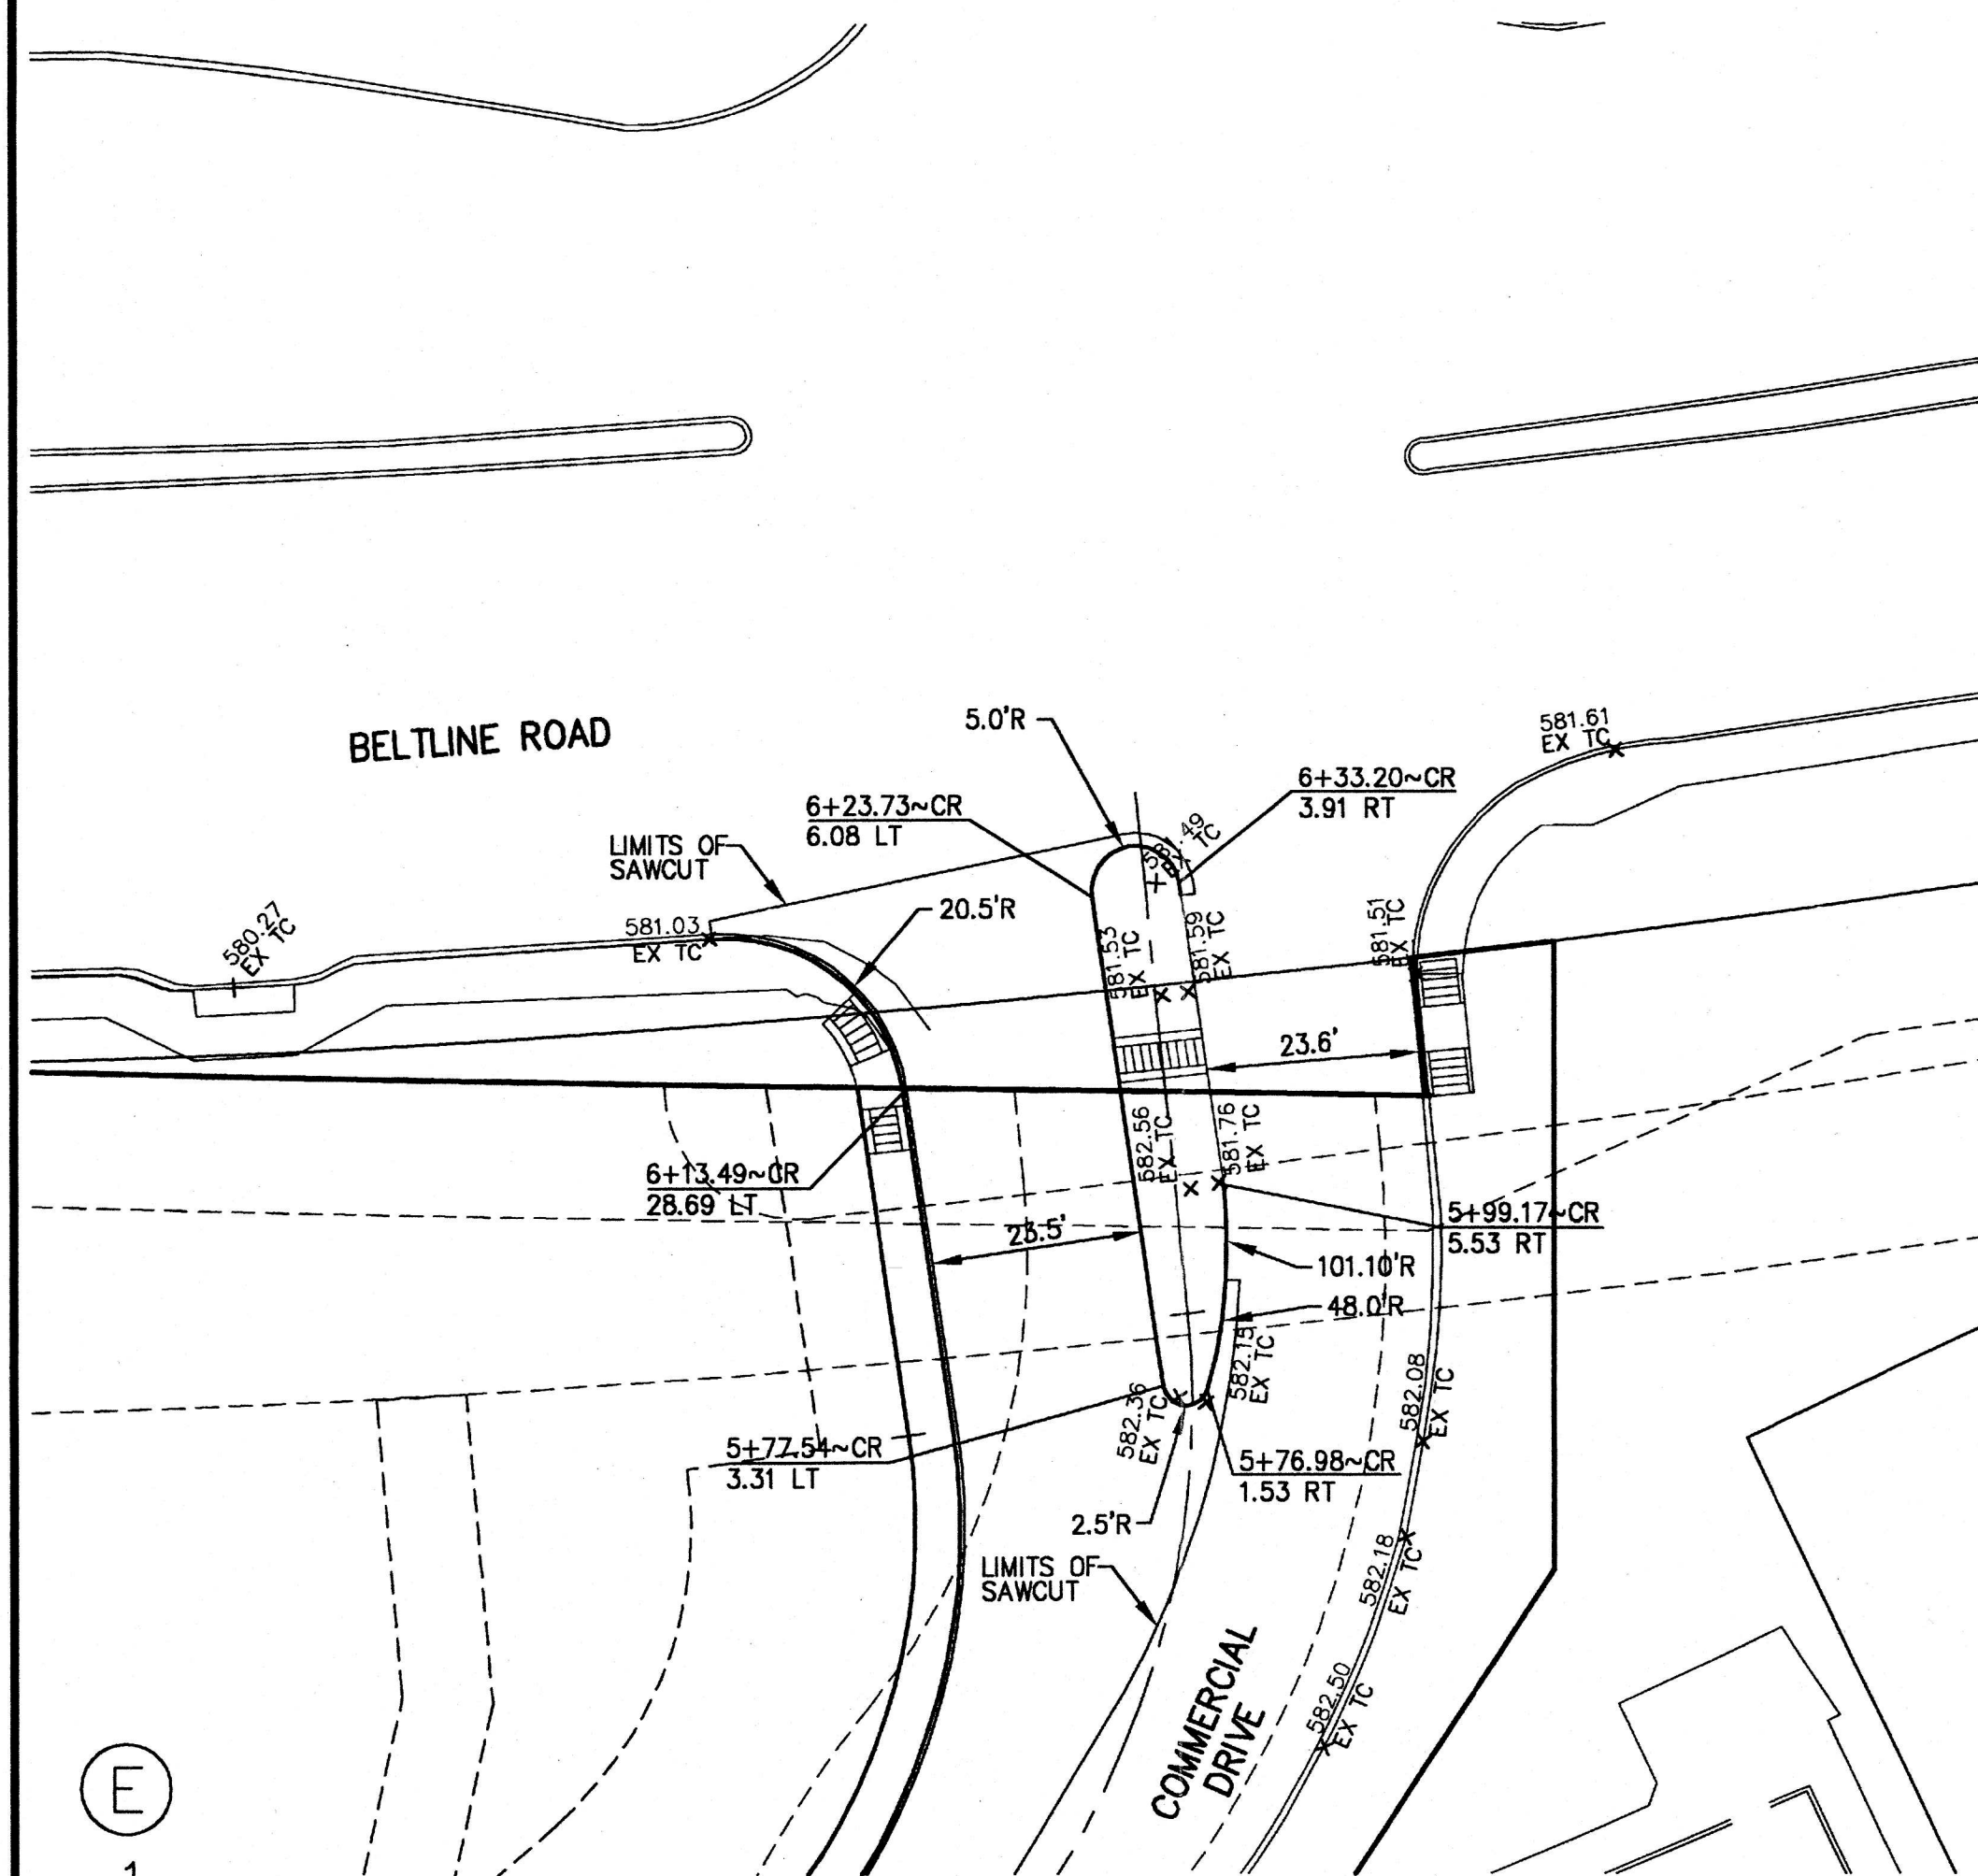 BELTLINE ROAD
5.0'R
581.61
EX TC
6+33.20~CR
3.91 RT
6+23.73~CR
6.08 LT
LIMITS OF
SAWCUT
EX TC
20.5'R
580.27
EX TC
581.03
EX TC
581.53
EX TC
581.59
EX TC
581.51
EX TC
23.6'
582.56
EX TC
581.76
EX TC
6+13.49~CR
28.69 LT
23.5'
5+99.17~CR
5.53 RT
101.10'R
48.0'R
582.15
EX TC
582.08
EX TC
582.36
EX TC
5+77.54~CR
3.31 LT
5+76.98~CR
1.53 RT
2.5'R
LIMITS OF
SAWCUT
582.18
EX TC
582.50
EX TC
COMMERCIAL
DRIVE
E
1